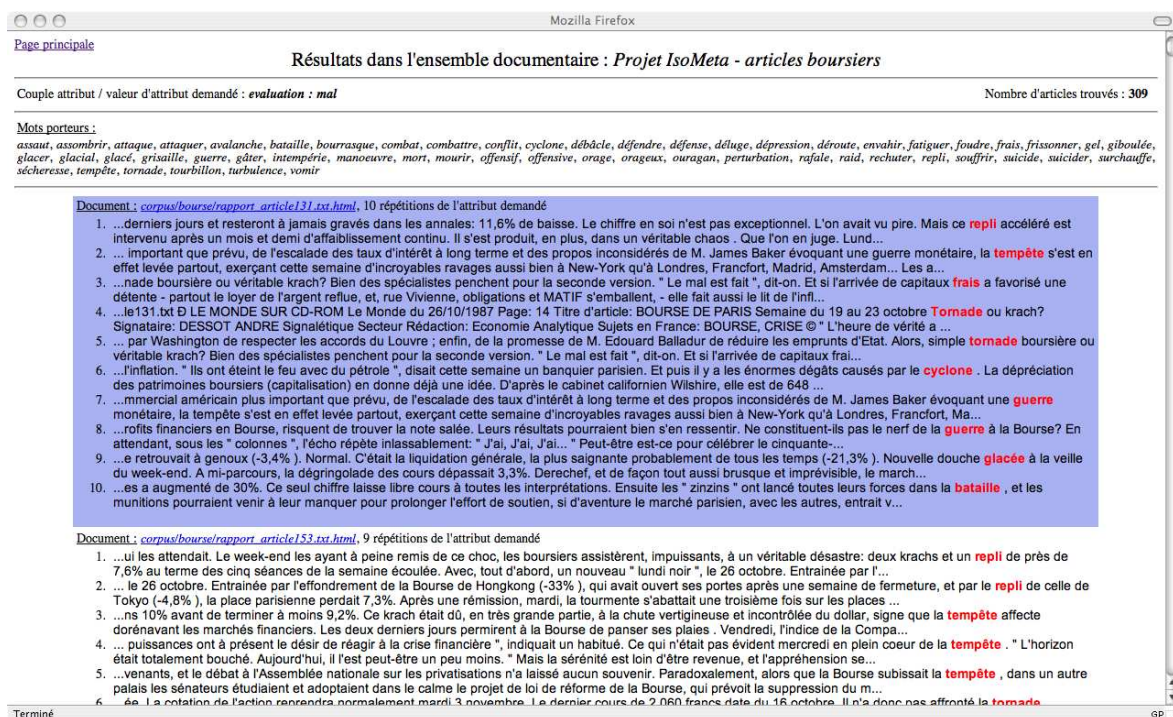 Mozilla Firefox
Page principale
Résultats dans l'ensemble documentaire : Projet IsoMeta - articles boursiers
Couple attribut / valeur d'attribut demandé : evaluation : mal
Nombre d'articles trouvés : 309
Mots porteurs :
assaut, assombrir, attaque, attaquer, avalanche, bataille, bourrasque, combat, combattre, conflit, cyclone, débâcle, défendre, défense, déluge, dépression, déroute, envahir, fatiguer, foudre, frais, frissonner, gel, giboulée,
glacer, glacial, glacé, grisaille, guerre, gâter, intempérie, manoeuvre, mort, mourir, offensif, offensive, orage, orageux, ouragan, perturbation, rafale, raid, rechuter, repli, souffrir, suicide, suicider, surchauffe,
sécheresse, tempête, tornade, tourbillon, turbulence, vomir
Document : corpus/bourse/rapport_article131.txt.html, 10 répétitions de l'attribut demandé
1. ...derniers jours et resteront à jamais gravés dans les annales: 11,6% de baisse. Le chiffre en soi n'est pas exceptionnel. L'on avait vu pire. Mais ce repli accéléré est
intervenu après un mois et demi d'affaiblissement continu. Il s'est produit, en plus, dans un véritable chaos . Que l'on en juge. Lund...
2. ... important que prévu, de l'escalade des taux d'intérêt à long terme et des propos inconsidérés de M. James Baker évoquant une guerre monétaire, la tempête s'est en
effet levée partout, exerçant cette semaine d'incroyables ravages aussi bien à New-York qu'à Londres, Francfort, Madrid, Amsterdam... Les a...
3. ...nade boursière ou véritable krach? Bien des spécialistes penchent pour la seconde version. " Le mal est fait ", dit-on. Et si l'arrivée de capitaux frais a favorisé une
détente - partout le loyer de l'argent reflue, et, rue Vivienne, obligations et MATIF s'emballent, - elle fait aussi le lit de l'infl...
4. ...le131.txt Ð LE MONDE SUR CD-ROM Le Monde du 26/10/1987 Page: 14 Titre d'article: BOURSE DE PARIS Semaine du 19 au 23 octobre Tornade ou krach?
Signataire: DESSOT ANDRE Signalétique Secteur Rédaction: Economie Analytique Sujets en France: BOURSE, CRISE © " L'heure de vérité a ...
5. ... par Washington de respecter les accords du Louvre ; enfin, de la promesse de M. Edouard Balladur de réduire les emprunts d'Etat. Alors, simple tornade boursière ou
véritable krach? Bien des spécialistes penchent pour la seconde version. " Le mal est fait ", dit-on. Et si l'arrivée de capitaux frai...
6. ...l'inflation. " Ils ont éteint le feu avec du pétrole ", disait cette semaine un banquier parisien. Et puis il y a les énormes dégâts causés par le cyclone . La dépréciation
des patrimoines boursiers (capitalisation) en donne déjà une idée. D'après le cabinet californien Wilshire, elle est de 648 ...
7. ...mmercial américain plus important que prévu, de l'escalade des taux d'intérêt à long terme et des propos inconsidérés de M. James Baker évoquant une guerre
monétaire, la tempête s'est en effet levée partout, exerçant cette semaine d'incroyables ravages aussi bien à New-York qu'à Londres, Francfort, Ma...
8. ...rofits financiers en Bourse, risquent de trouver la note salée. Leurs résultats pourraient bien s'en ressentir. Ne constituent-ils pas le nerf de la guerre à la Bourse? En
attendant, sous les " colonnes ", l'écho répète inlassablement: " J'ai, J'ai, J'ai... " Peut-être est-ce pour célébrer le cinquante-...
9. ...e retrouvait à genoux (-3,4% ). Normal. C'était la liquidation générale, la plus saignante probablement de tous les temps (-21,3% ). Nouvelle douche glacée à la veille
du week-end. A mi-parcours, la dégringolade des cours dépassait 3,3%. Derechef, et de façon tout aussi brusque et imprévisible, le march...
10. ...es a augmenté de 30%. Ce seul chiffre laisse libre cours à toutes les interprétations. Ensuite les " zinzins " ont lancé toutes leurs forces dans la bataille , et les
munitions pourraient venir à leur manquer pour prolonger l'effort de soutien, si d'aventure le marché parisien, avec les autres, entrait v...
Document : corpus/bourse/rapport_article153.txt.html, 9 répétitions de l'attribut demandé
1. ...ui les attendait. Le week-end les ayant à peine remis de ce choc, les boursiers assistèrent, impuissants, à un véritable désastre: deux krachs et un repli de près de
7,6% au terme des cinq séances de la semaine écoulée. Avec, tout d'abord, un nouveau " lundi noir ", le 26 octobre. Entrainée par l'...
2. ... le 26 octobre. Entrainée par l'effondrement de la Bourse de Hongkong (-33% ), qui avait ouvert ses portes après une semaine de fermeture, et par le repli de celle de
Tokyo (-4,8% ), la place parisienne perdait 7,3%. Après une rémission, mardi, la tourmente s'abattait une troisième fois sur les places ...
3. ...ns 10% avant de terminer à moins 9,2%. Ce krach était dû, en très grande partie, à la chute vertigineuse et incontrôlée du dollar, signe que la tempête affecte
dorénavant les marchés financiers. Les deux derniers jours permirent à la Bourse de panser ses plaies . Vendredi, l'indice de la Compa...
4. ... puissances ont à présent le désir de réagir à la crise financière ", indiquait un habitué. Ce qui n'était pas évident mercredi en plein coeur de la tempête . " L'horizon
était totalement bouché. Aujourd'hui, il l'est peut-être un peu moins. " Mais la sérénité est loin d'être revenue, et l'appréhension se...
5. ...venants, et le débat à l'Assemblée nationale sur les privatisations n'a laissé aucun souvenir. Paradoxalement, alors que la Bourse subissait la tempête , dans un autre
palais les sénateurs étudiaient et adoptaient dans le calme le projet de loi de réforme de la Bourse, qui prévoit la suppression du m...
6. ...ée. La cotation de l'action reprendra normalement mardi 3 novembre. Le dernier cours de 2 060 francs date du 16 octobre. Il n'a donc pas affronté la tornade
Terminé
GP